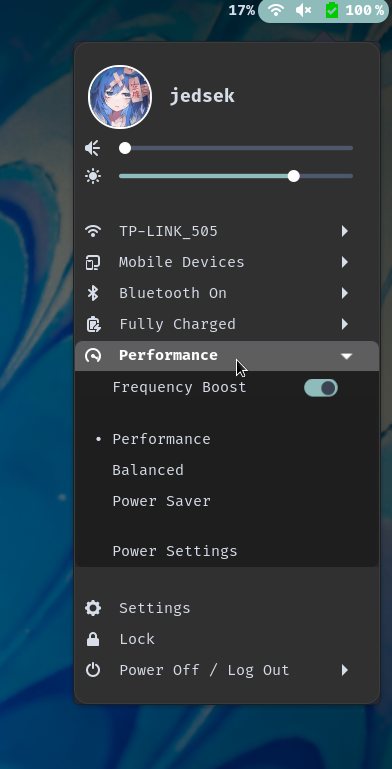 17% 100%
jedsek
TP-LINK_505
Mobile Devices
Bluetooth On
Fully Charged
Performance
Frequency Boost
• Performance
Balanced
Power Saver
Power Settings
Settings
Lock
Power Off / Log Out